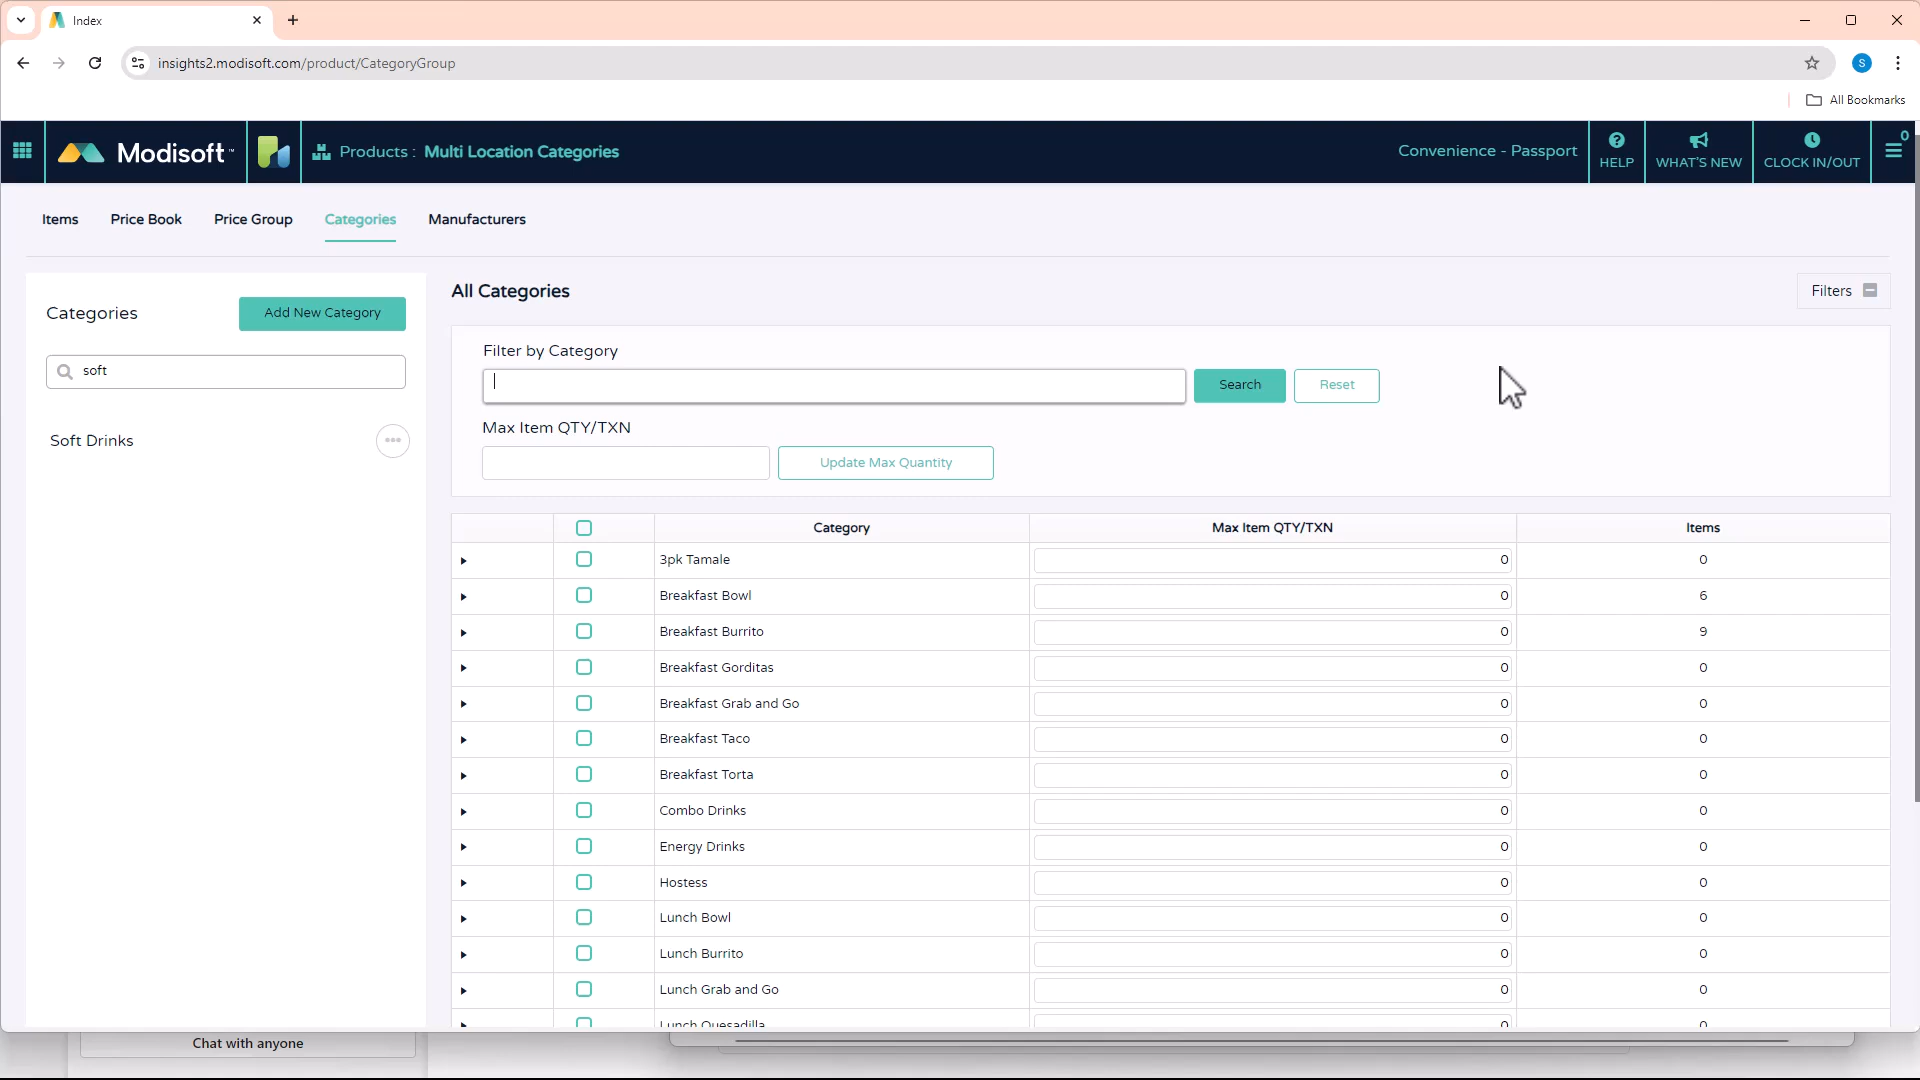 Index
insights2.modisoft.com/product/CategoryGroup
S
All Bookmarks
Modisoft™
Products : Multi Location Categories
Convenience - Passport
HELP
WHAT'S NEW
CLOCK IN/OUT
0
Items
Price Book
Price Group
Categories
Manufacturers
Categories
Add New Category
soft
Soft Drinks
All Categories
Filters
Filter by Category
Search
Reset
Max Item QTY/TXN
Update Max Quantity
Category Max Item QTY/TXN Items
3pk Tamale 0 0
Breakfast Bowl 0 6
Breakfast Burrito 0 9
Breakfast Gorditas 0 0
Breakfast Grab and Go 0 0
Breakfast Taco 0 0
Breakfast Torta 0 0
Combo Drinks 0 0
Energy Drinks 0 0
Hostess 0 0
Lunch Bowl 0 0
Lunch Burrito 0 0
Lunch Grab and Go 0 0
Lunch Quesadilla 0 0
Chat with anyone